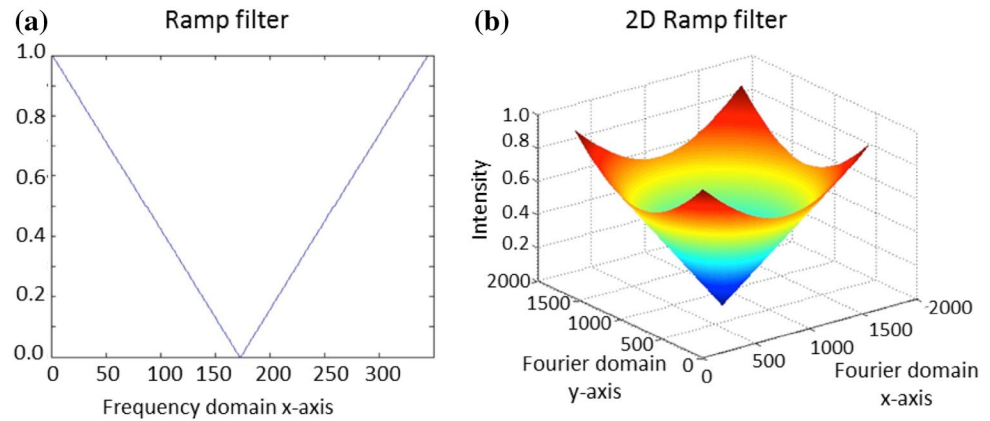 (a)
Ramp filter
1.0
0.8
0.6
0.4
0.2
0.0
0 50 100 150 200 250 300
Frequency domain x-axis
(b)
2D Ramp filter
Intensity
1.0
0.8
0.6
0.4
0.2
2000
1500
1000
500
0
Fourier domain
y-axis
0
500
1000
1500
-2000
Fourier domain
x-axis